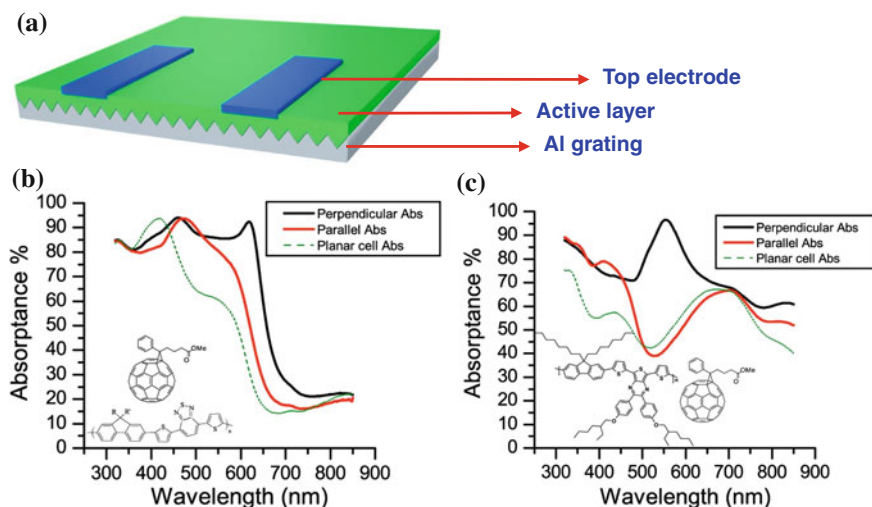 (a)
Top electrode
Active layer
Al grating
(b)
100
90
80
70
60
50
40
30
20
10
0
Absorptance %
Perpendicular Abs
Parallel Abs
Planar cell Abs
OMe
O
R R'
N S N
S
S
n
300 400 500 600 700 800 900
Wavelength (nm)
(c)
100
90
80
70
60
50
40
30
20
10
0
Absorptance %
Perpendicular Abs
Parallel Abs
Planar cell Abs
S
S
S
n
N N
O
O
OMe
O
300 400 500 600 700 800 900
Wavelength (nm)